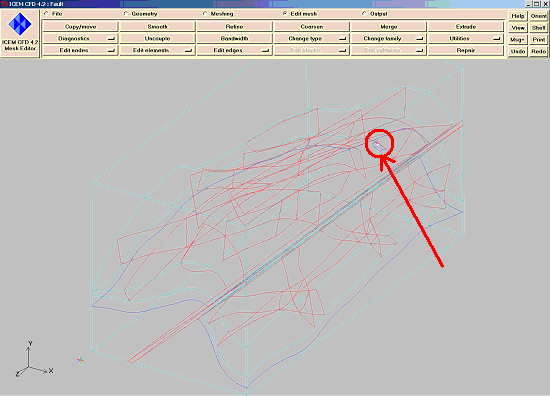 ICEM CFD 4.2 : Fault
File Geometry Meshing Edit mesh Output
Help Orient
Copy/move Smooth Refine Coarsen Merge Extrude
View Shell
ICEM CFD 4.2
Mesh Editor
Diagnostics Uncouple Bandwidth Change type Change family Utilities
Msg+ Print
Edit nodes Edit elements Edit edges Edit blocks Edit subfaces Repair
Undo Redo
Y
Z X